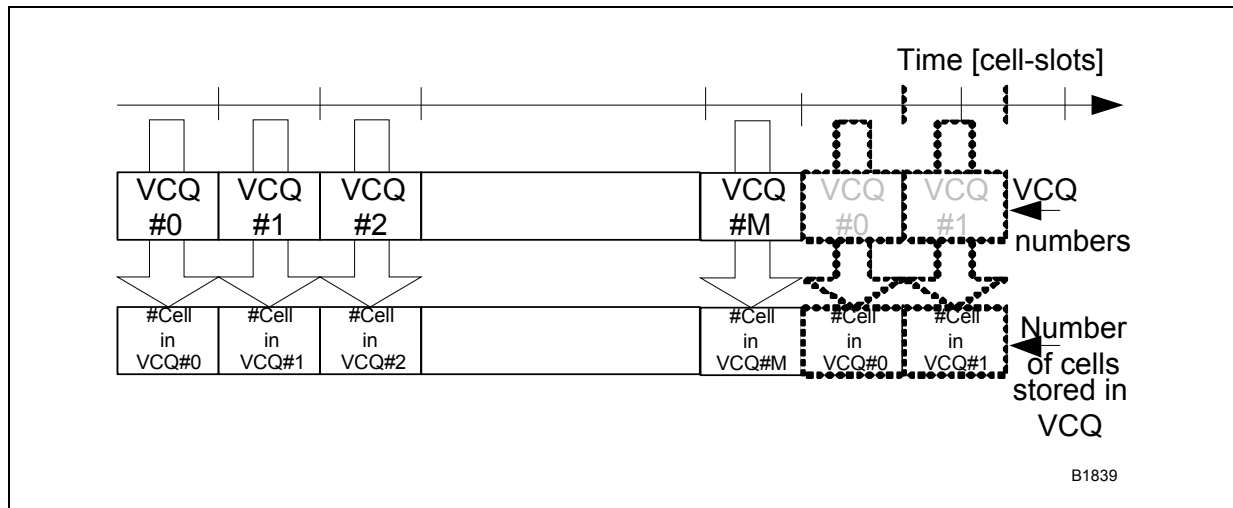 Time [cell-slots]
VCQ
#0
VCQ
#1
VCQ
#2
VCQ
#M
VCQ
#0
VCQ
#1
VCQ
numbers
#Cell
in
VCQ#0
#Cell
in
VCQ#1
#Cell
in
VCQ#2
#Cell
in
VCQ#M
#Cell
in
VCQ#0
#Cell
in
VCQ#1
Number
of cells
stored in
VCQ
B1839